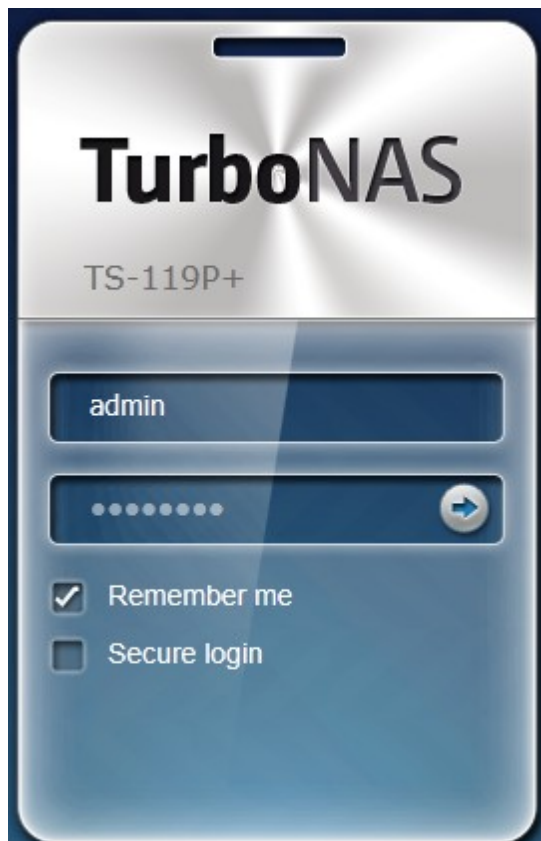 TurboNAS
TS-119P+
admin
••••••••
Remember me
Secure login